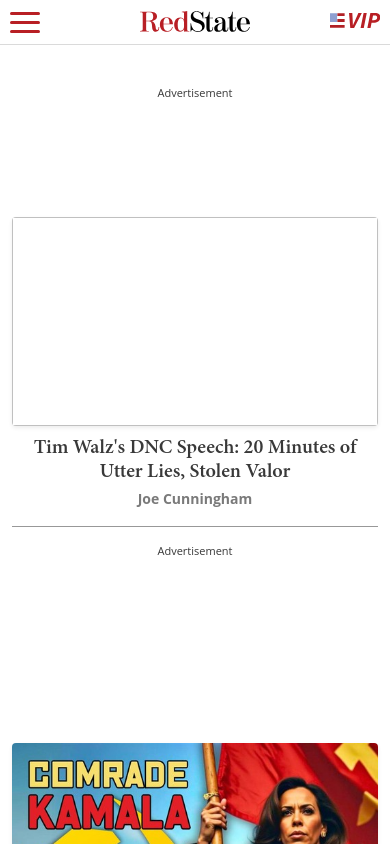 RedState
VIP
Advertisement
Tim Walz's DNC Speech: 20 Minutes of
Utter Lies, Stolen Valor
Joe Cunningham
Advertisement
COMRADE
KAMALA